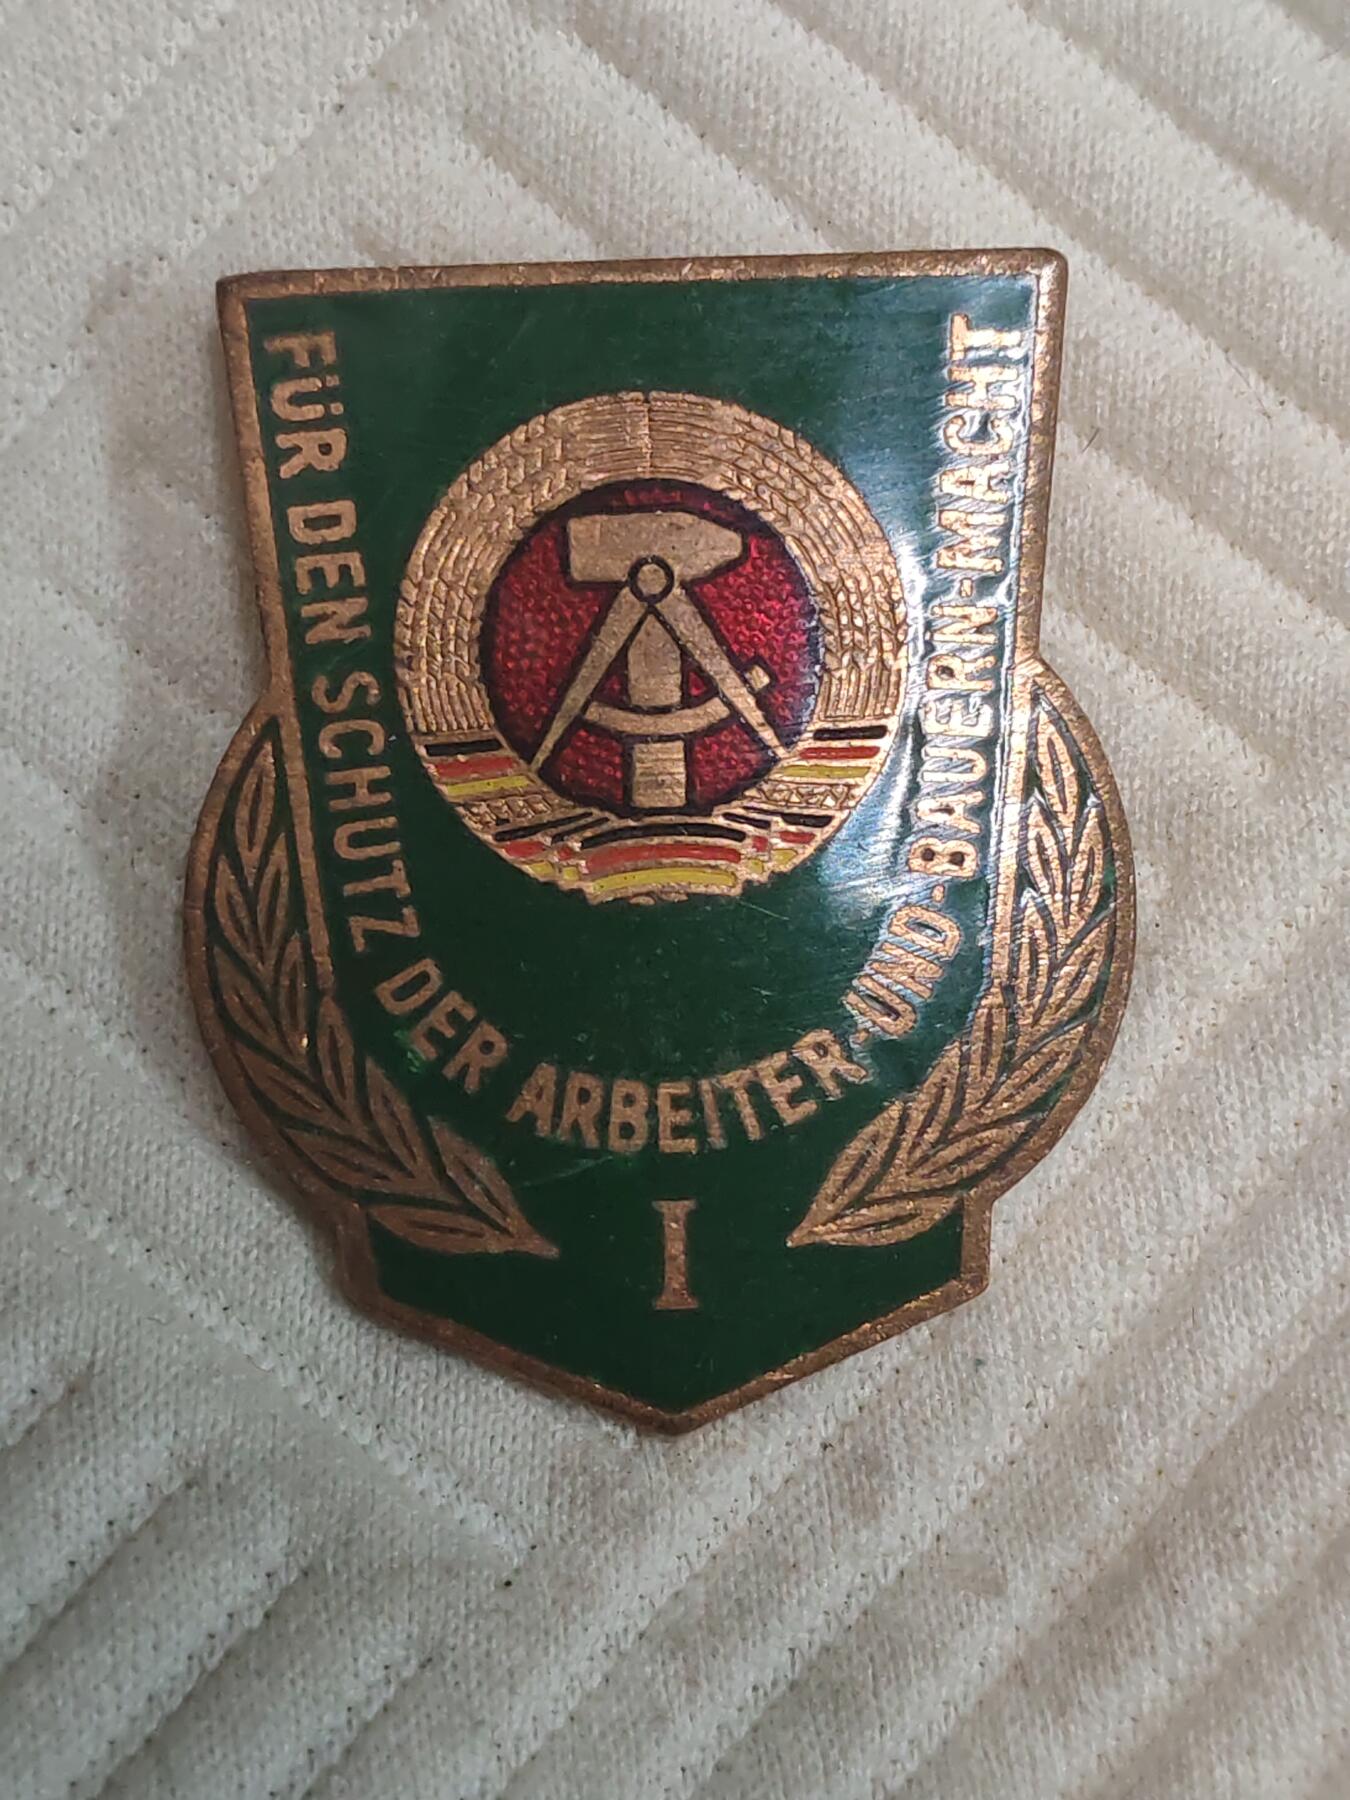 FÜR DEN SCHUTZ DER ARBEITER-UND-BAUERN-MACHT
I